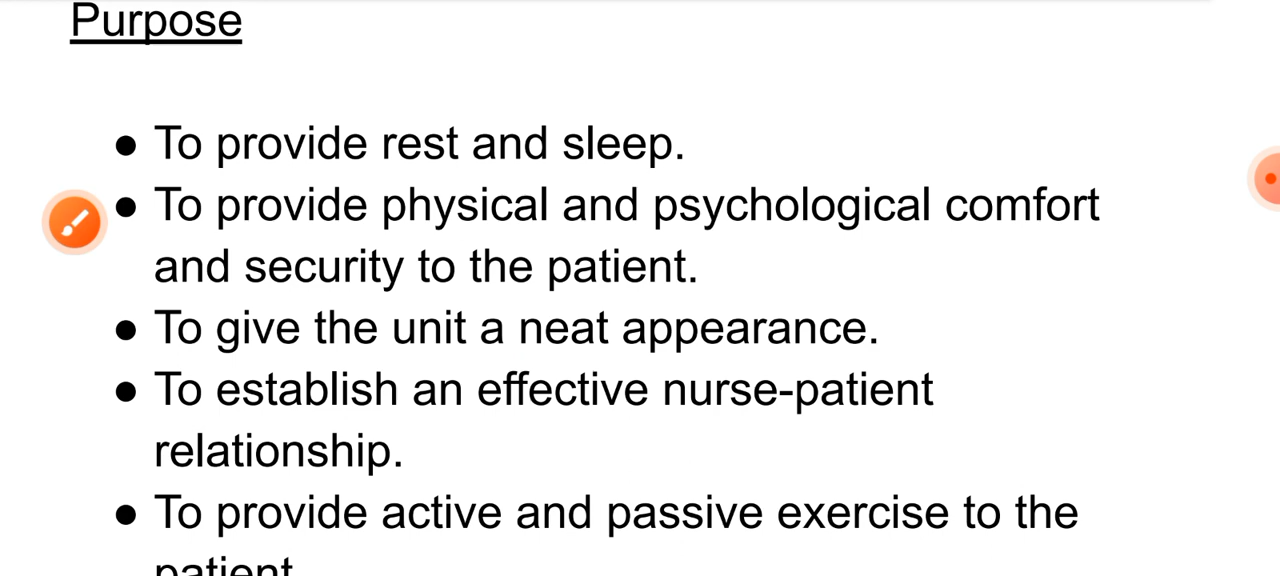 Purpose
● To provide rest and sleep.
● To provide physical and psychological comfort
and security to the patient.
● To give the unit a neat appearance.
● To establish an effective nurse-patient
relationship.
● To provide active and passive exercise to the
patient